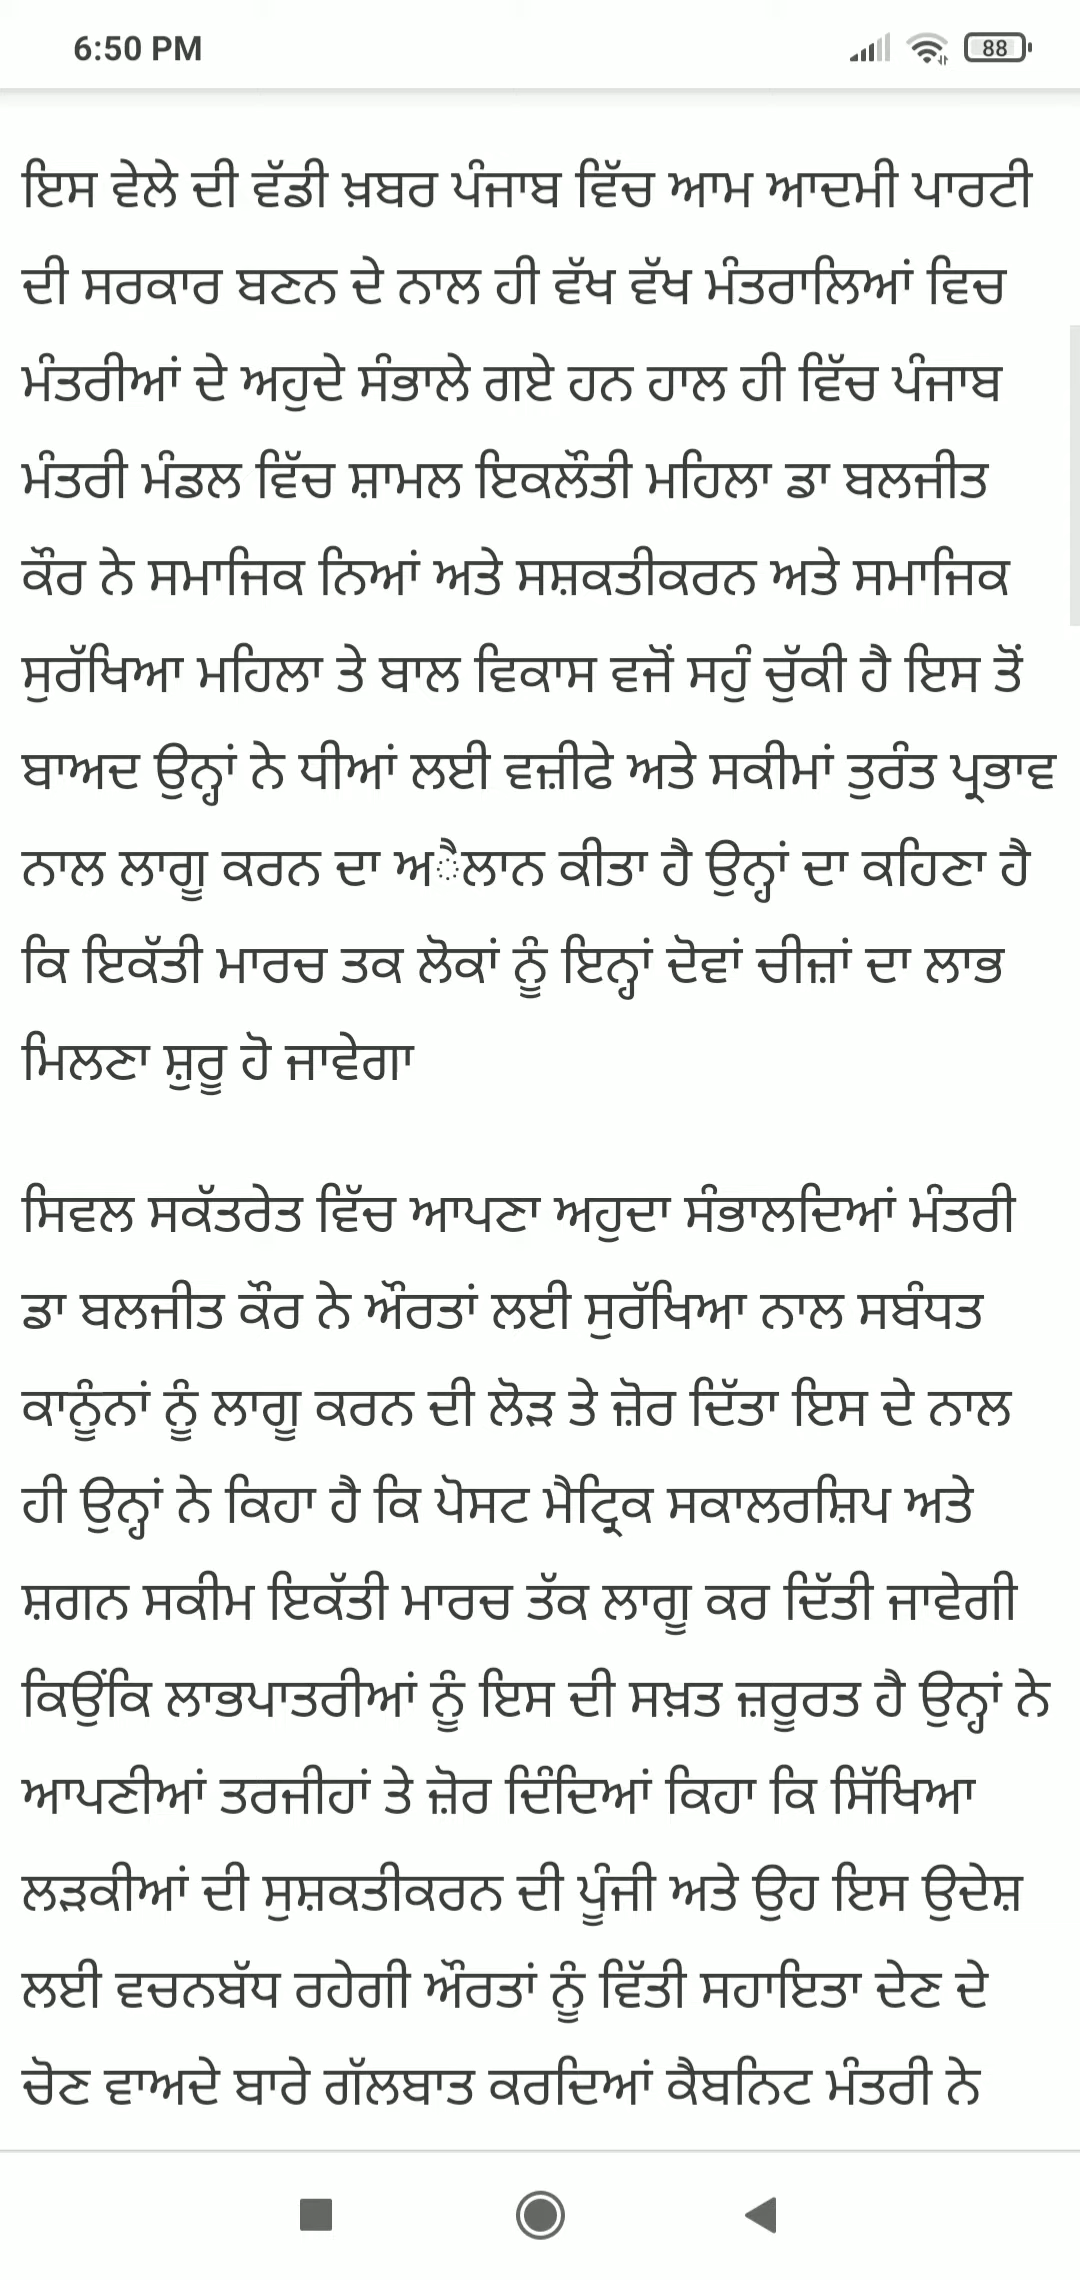 6:50 PM
88
ਇਸ ਵੇਲੇ ਦੀ ਵੱਡੀ ਖ਼ਬਰ ਪੰਜਾਬ ਵਿੱਚ ਆਮ ਆਦਮੀ ਪਾਰਟੀ
ਦੀ ਸਰਕਾਰ ਬਣਨ ਦੇ ਨਾਲ ਹੀ ਵੱਖ ਵੱਖ ਮੰਤਰਾਲਿਆਂ ਵਿਚ
ਮੰਤਰੀਆਂ ਦੇ ਅਹੁਦੇ ਸੰਭਾਲੇ ਗਏ ਹਨ ਹਾਲ ਹੀ ਵਿੱਚ ਪੰਜਾਬ
ਮੰਤਰੀ ਮੰਡਲ ਵਿੱਚ ਸ਼ਾਮਲ ਇਕਲੌਤੀ ਮਹਿਲਾ ਡਾ ਬਲਜੀਤ
ਕੌਰ ਨੇ ਸਮਾਜਿਕ ਨਿਆਂ ਅਤੇ ਸਸ਼ਕਤੀਕਰਨ ਅਤੇ ਸਮਾਜਿਕ
ਸੁਰੱਖਿਆ ਮਹਿਲਾ ਤੇ ਬਾਲ ਵਿਕਾਸ ਵਜੋਂ ਸਹੁੰ ਚੁੱਕੀ ਹੈ ਇਸ ਤੋਂ
ਬਾਅਦ ਉਨ੍ਹਾਂ ਨੇ ਧੀਆਂ ਲਈ ਵਜ਼ੀਫੇ ਅਤੇ ਸਕੀਮਾਂ ਤੁਰੰਤ ਪ੍ਰਭਾਵ
ਨਾਲ ਲਾਗੂ ਕਰਨ ਦਾ ਅੈਲਾਨ ਕੀਤਾ ਹੈ ਉਨ੍ਹਾਂ ਦਾ ਕਹਿਣਾ ਹੈ
ਕਿ ਇਕੱਤੀ ਮਾਰਚ ਤਕ ਲੋਕਾਂ ਨੂੰ ਇਨ੍ਹਾਂ ਦੋਵਾਂ ਚੀਜ਼ਾਂ ਦਾ ਲਾਭ
ਮਿਲਣਾ ਸ਼ੁਰੂ ਹੋ ਜਾਵੇਗਾ
ਸਿਵਲ ਸਕੱਤਰੇਤ ਵਿੱਚ ਆਪਣਾ ਅਹੁਦਾ ਸੰਭਾਲਦਿਆਂ ਮੰਤਰੀ
ਡਾ ਬਲਜੀਤ ਕੌਰ ਨੇ ਔਰਤਾਂ ਲਈ ਸੁਰੱਖਿਆ ਨਾਲ ਸਬੰਧਤ
ਕਾਨੂੰਨਾਂ ਨੂੰ ਲਾਗੂ ਕਰਨ ਦੀ ਲੋੜ ਤੇ ਜ਼ੋਰ ਦਿੱਤਾ ਇਸ ਦੇ ਨਾਲ
ਹੀ ਉਨ੍ਹਾਂ ਨੇ ਕਿਹਾ ਹੈ ਕਿ ਪੋਸਟ ਮੈਟ੍ਰਿਕ ਸਕਾਲਰਸ਼ਿਪ ਅਤੇ
ਸ਼ਗਨ ਸਕੀਮ ਇਕੱਤੀ ਮਾਰਚ ਤੱਕ ਲਾਗੂ ਕਰ ਦਿੱਤੀ ਜਾਵੇਗੀ
ਕਿਉਂਕਿ ਲਾਭਪਾਤਰੀਆਂ ਨੂੰ ਇਸ ਦੀ ਸਖ਼ਤ ਜ਼ਰੂਰਤ ਹੈ ਉਨ੍ਹਾਂ ਨੇ
ਆਪਣੀਆਂ ਤਰਜੀਹਾਂ ਤੇ ਜ਼ੋਰ ਦਿੰਦਿਆਂ ਕਿਹਾ ਕਿ ਸਿੱਖਿਆ
ਲੜਕੀਆਂ ਦੀ ਸੁਸ਼ਕਤੀਕਰਨ ਦੀ ਪੂੰਜੀ ਅਤੇ ਉਹ ਇਸ ਉਦੇਸ਼
ਲਈ ਵਚਨਬੱਧ ਰਹੇਗੀ ਔਰਤਾਂ ਨੂੰ ਵਿੱਤੀ ਸਹਾਇਤਾ ਦੇਣ ਦੇ
ਚੋਣ ਵਾਅਦੇ ਬਾਰੇ ਗੱਲਬਾਤ ਕਰਦਿਆਂ ਕੈਬਨਿਟ ਮੰਤਰੀ ਨੇ